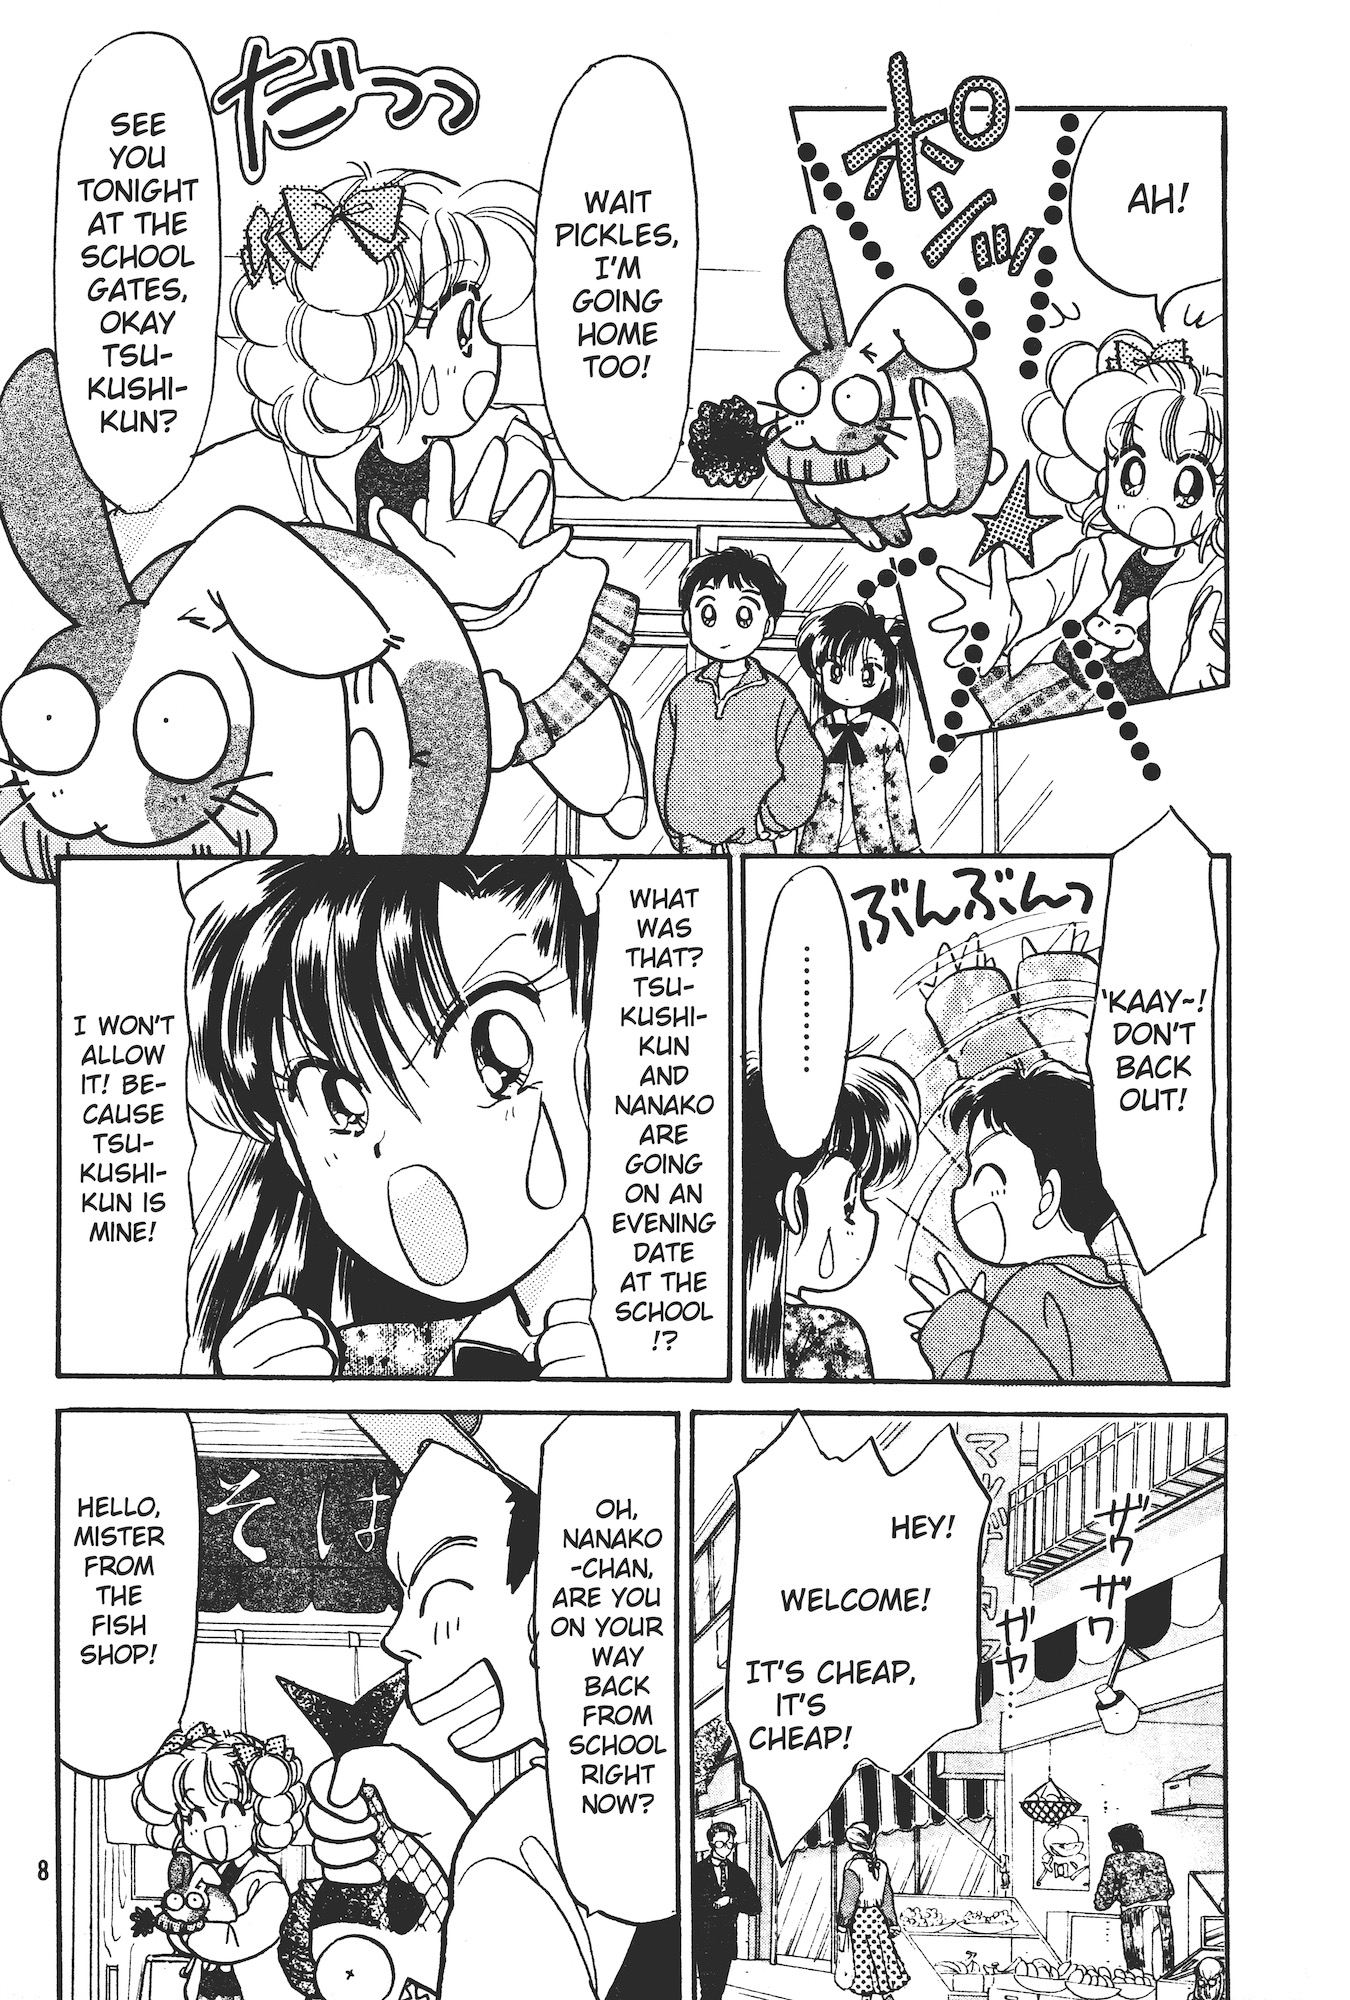 AH!
ポンッ
WAIT
PICKLES,
I'M
GOING
HOME
TOO!
だっっ
SEE
YOU
TONIGHT
AT THE
SCHOOL
GATES,
OKAY
TSU-
KUSHI-
KUN?
'KAAY~!
DON'T
BACK
OUT!
ぶんぶんっ
..........
WHAT
WAS
THAT?
TSU-
KUSHI-
KUN
AND
NANAKO
ARE
GOING
ON AN
EVENING
DATE
AT THE
SCHOOL
!?
I WON'T
ALLOW
IT! BE-
CAUSE
TSU-
KUSHI-
KUN IS
MINE!
ザワザワ
ガヤ…
HEY!
WELCOME!
IT'S CHEAP,
IT'S
CHEAP!
OH,
NANAKO
-CHAN,
ARE YOU
ON YOUR
WAY
BACK
FROM
SCHOOL
RIGHT
NOW?
そば
HELLO,
MISTER
FROM
THE
FISH
SHOP!
8